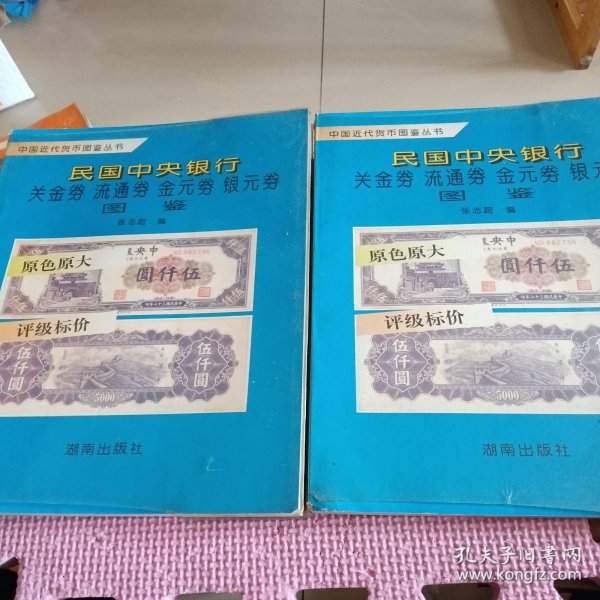 中国近代货币图鉴丛书
民国中央银行
关金券 流通券 金元券 银元券
图鉴
张志超 编
NO.892736
圆仟伍
原色原大
评级标价
伍仟圆
伍仟圆
5000
湖南出版社
中国近代货币图鉴丛书
民国中央银行
关金券 流通券 金元券 银元
图鉴
张志超 编
NO.892736
圆仟伍
原色原大
评级标价
伍仟圆
5000
湖南出版社
孔夫子旧书网
www.kongfz.com